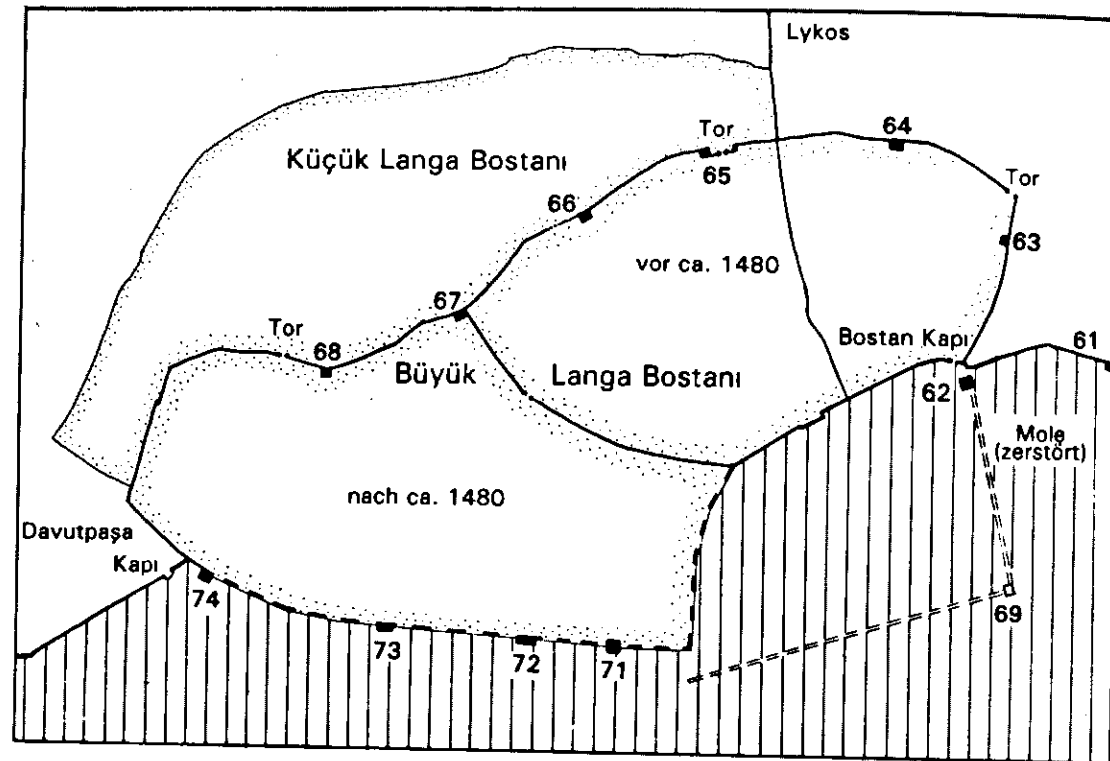 Lykos
Tor
64
Küçük Langa Bostanı
65
Tor
66
63
vor ca. 1480
67
Tor
Bostan Kapı
61
68
Büyük Langa Bostanı
62
Mole
(zerstört)
nach ca. 1480
Davutpaşa
Kapı
74
69
73
72
71